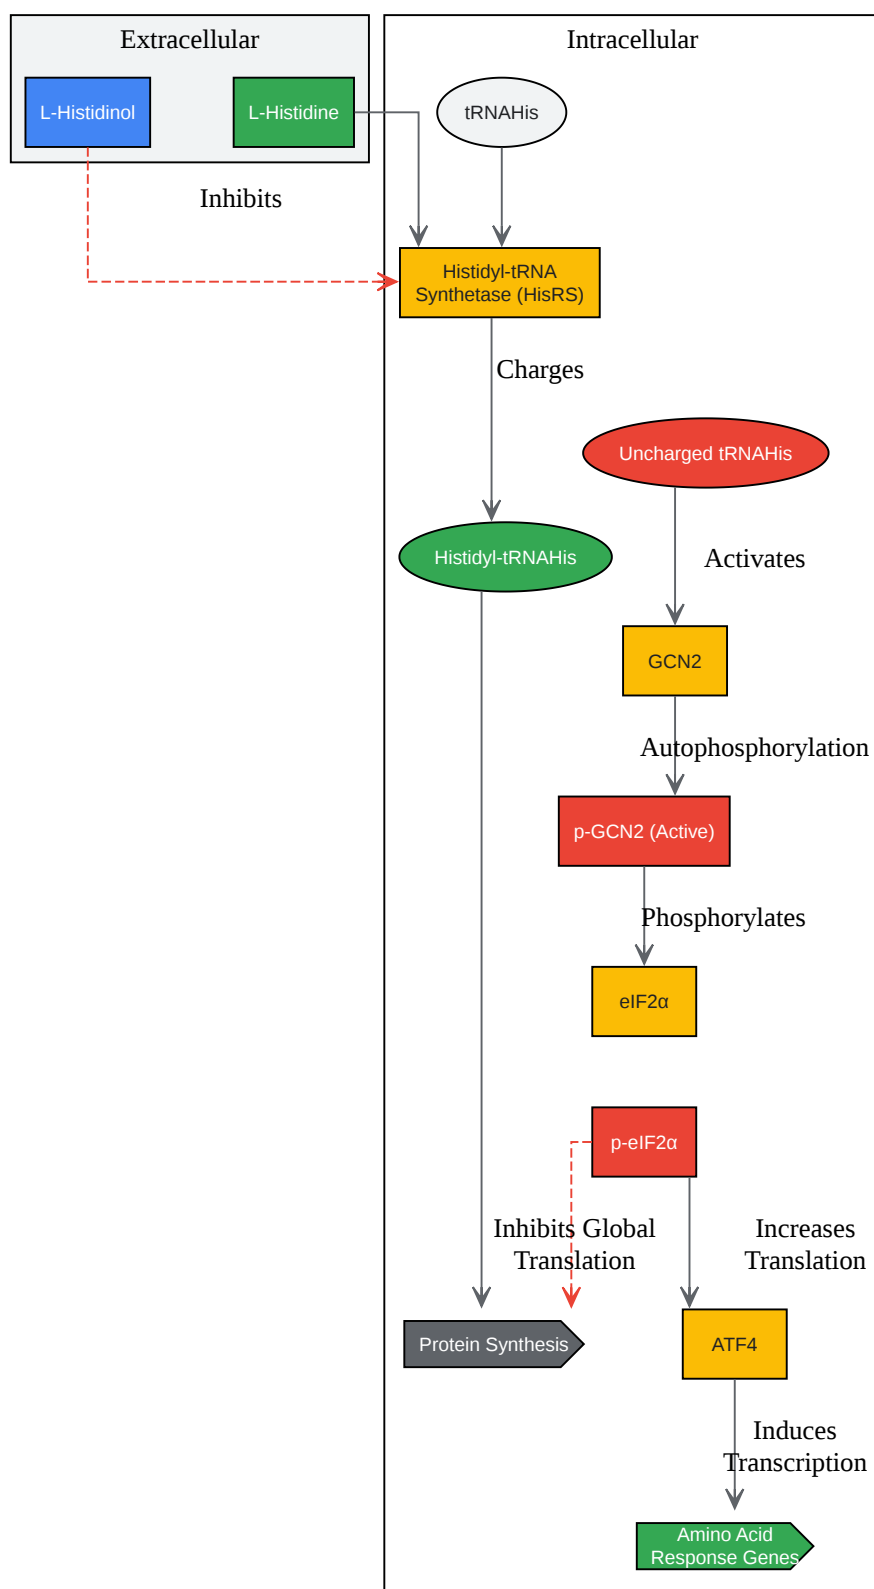 Extracellular
Intracellular
L-Histidinol
L-Histidine
tRNAHis
Inhibits
Histidyl-tRNA
Synthetase (HisRS)
Charges
Uncharged tRNAHis
Histidyl-tRNAHis
Activates
GCN2
Autophosphorylation
p-GCN2 (Active)
Phosphorylates
eIF2α
p-eIF2α
Inhibits Global
Translation
Increases
Translation
Protein Synthesis
ATF4
Induces
Transcription
Amino Acid
Response Genes